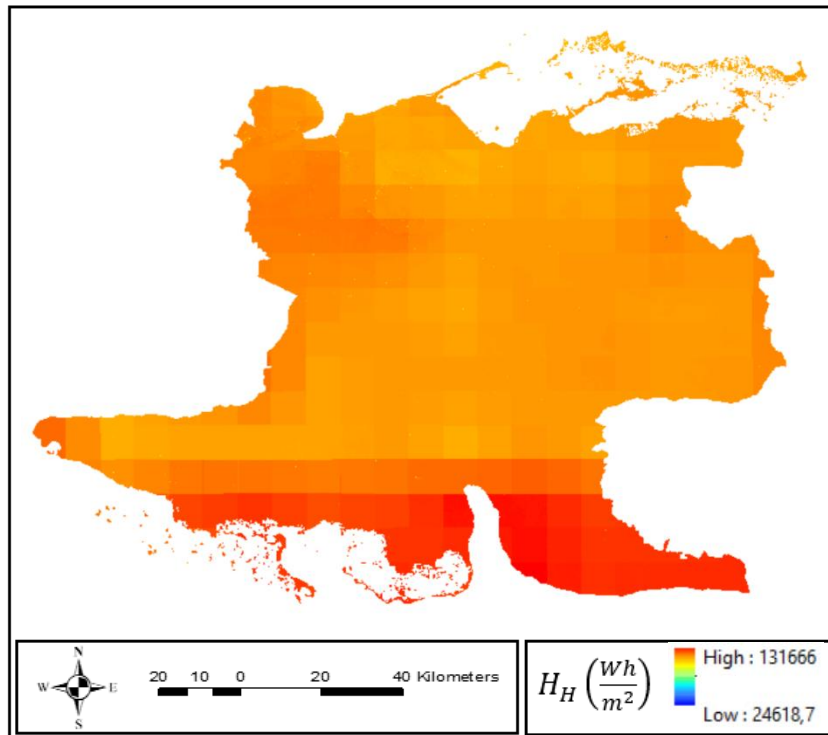 N
W E
S
20 10 0 20 40 Kilometers
H_H (Wh/m²)
High : 131666
Low : 24618,7